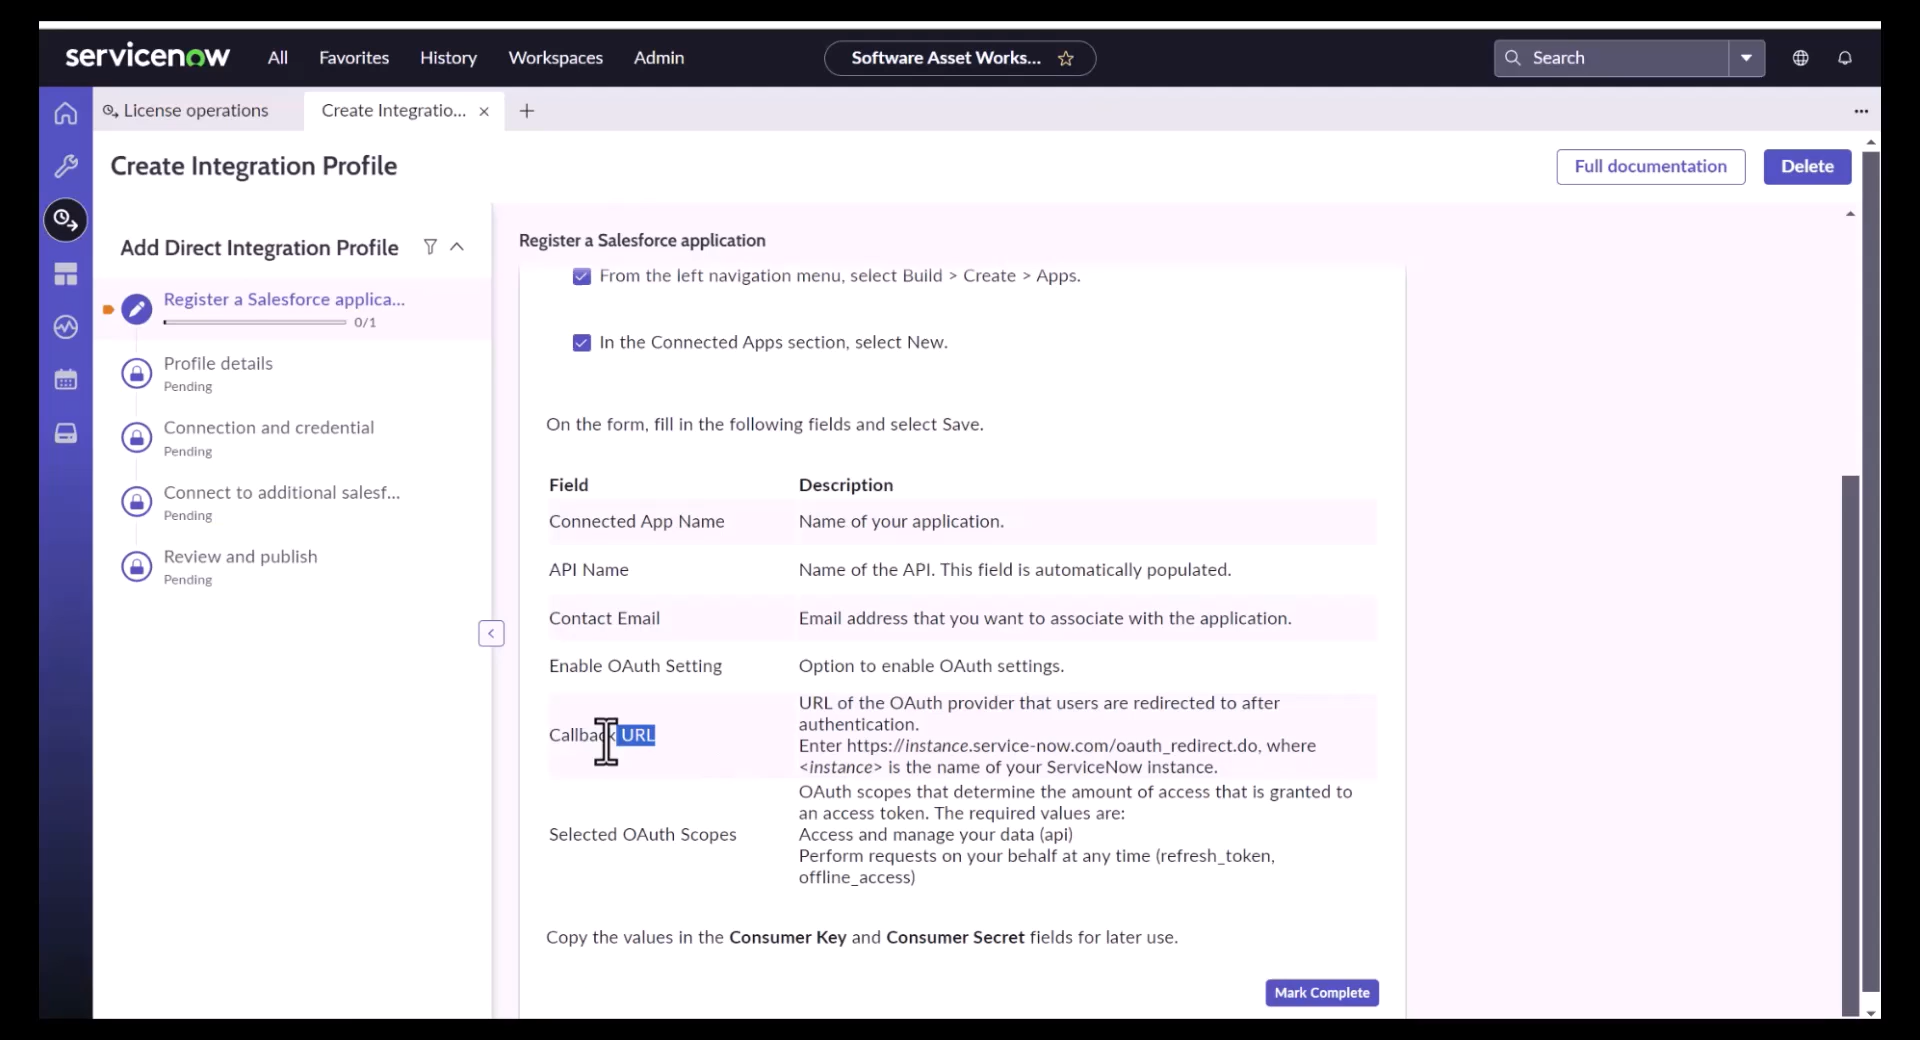 servicenow All Favorites History Workspaces Admin Software Asset Works... Search
License operations Create Integratio...
Create Integration Profile Full documentation Delete
Add Direct Integration Profile
Register a Salesforce applica...
0/1
Profile details
Pending
Connection and credential
Pending
Connect to additional salesf...
Pending
Review and publish
Pending
Register a Salesforce application
From the left navigation menu, select Build > Create > Apps.
In the Connected Apps section, select New.
On the form, fill in the following fields and select Save.
Field Description
Connected App Name Name of your application.
API Name Name of the API. This field is automatically populated.
Contact Email Email address that you want to associate with the application.
Enable OAuth Setting Option to enable OAuth settings.
Callback URL URL of the OAuth provider that users are redirected to after
authentication.
Enter https://instance.service-now.com/oauth_redirect.do, where
<instance> is the name of your ServiceNow instance.
Selected OAuth Scopes OAuth scopes that determine the amount of access that is granted to
an access token. The required values are:
Access and manage your data (api)
Perform requests on your behalf at any time (refresh_token,
offline_access)
Copy the values in the Consumer Key and Consumer Secret fields for later use.
Mark Complete